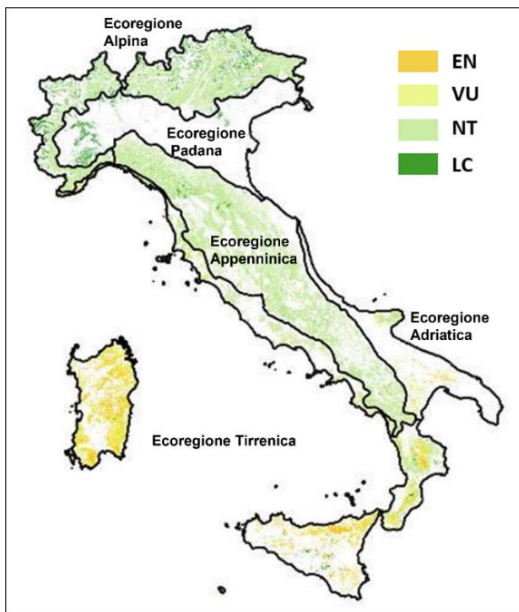 Ecoregione
Alpina
EN
VU
NT
LC
Ecoregione
Padana
Ecoregione
Appenninica
Ecoregione
Adriatica
Ecoregione Tirrenica